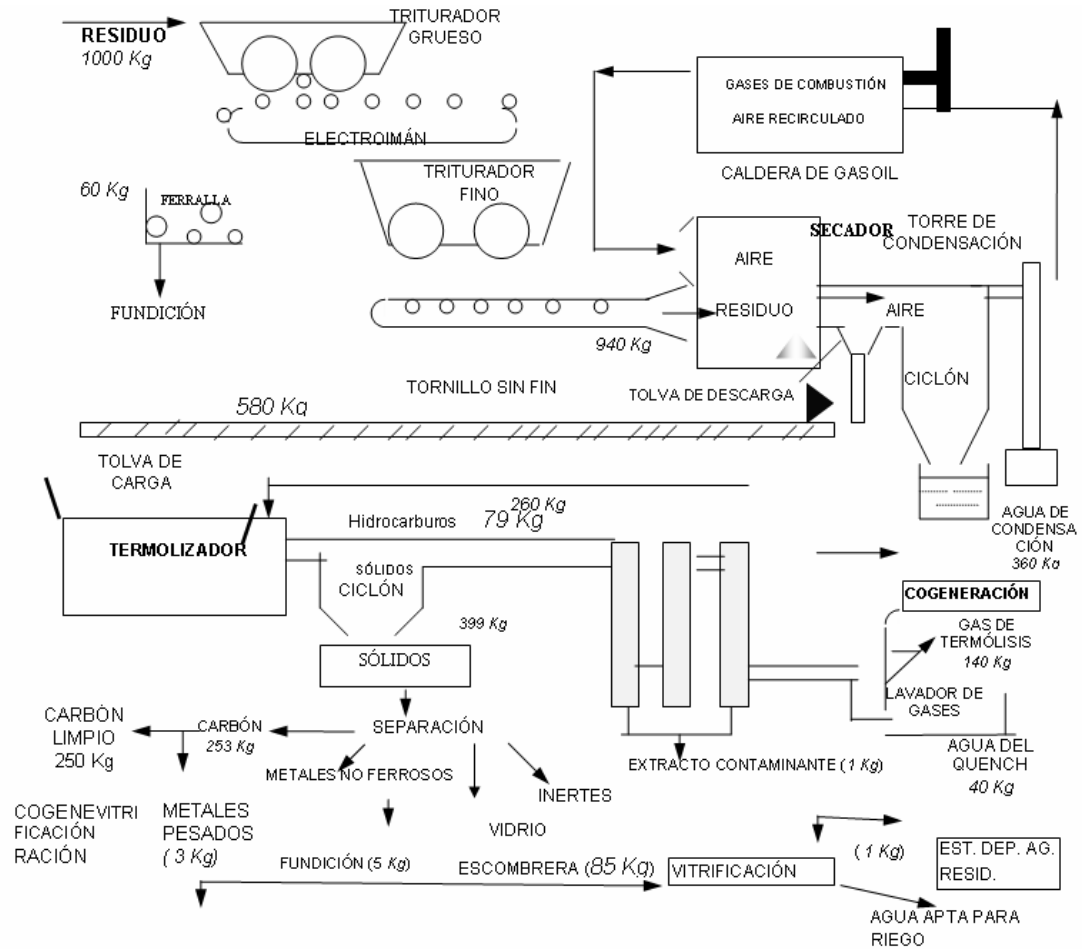 TRITURADOR
GRUESO
RESIDUO
1000 Kg
ELECTROIMÁN
GASES DE COMBUSTIÓN
AIRE RECIRCULADO
CALDERA DE GASOIL
60 Kg
FERRALLA
FUNDICIÓN
TRITURADOR
FINO
940 Kg
SECADOR
AIRE
RESIDUO
TORRE DE
CONDENSACIÓN
AIRE
CICLÓN
TORNILLO SIN FIN
TOLVA DE DESCARGA
580 Kg
TOLVA DE
CARGA
AGUA DE
CONDENSA
CIÓN
360 Kg
260 Kg
Hidrocarburos 79 Kg
TERMOLIZADOR
SÓLIDOS
CICLÓN
399 Kg
SÓLIDOS
COGENERACIÓN
GAS DE
TERMÓLISIS
140 Kg
LAVADOR DE
GASES
AGUA DEL
QUENCH
40 Kg
EXTRACTO CONTAMINANTE (1 Kg)
SEPARACIÓN
CARBÓN
253 Kg
CARBÓN
LIMPIO
250 Kg
METALES NO FERROSOS
INERTES
VIDRIO
COGENEVITRI
FICACIÓN
RACIÓN
METALES
PESADOS
( 3 Kg)
FUNDICIÓN (5 Kg)
ESCOMBRERA (85 Kg)
VITRIFICACIÓN
( 1 Kg)
EST. DEP. AG.
RESID.
AGUA APTA PARA
RIEGO